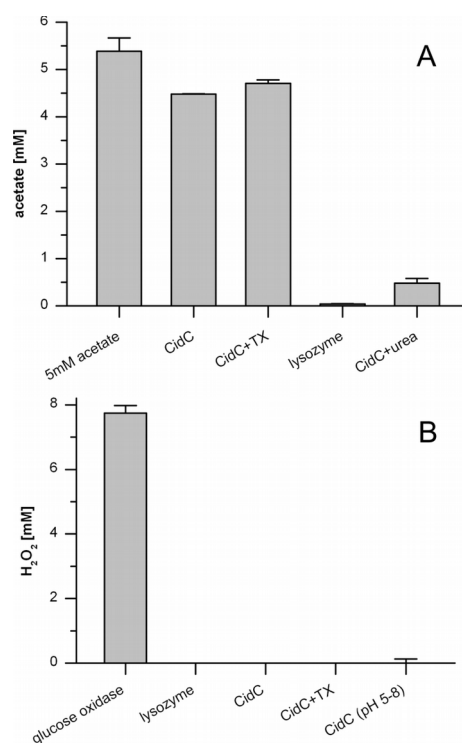 A
acetate [mM]
6
5
4
3
2
1
0
5mM acetate
CidC
CidC+TX
lysozyme
CidC+urea
B
H₂O₂ [mM]
8
6
4
2
0
glucose oxidase
lysozyme
CidC
CidC+TX
CidC (pH 5-8)